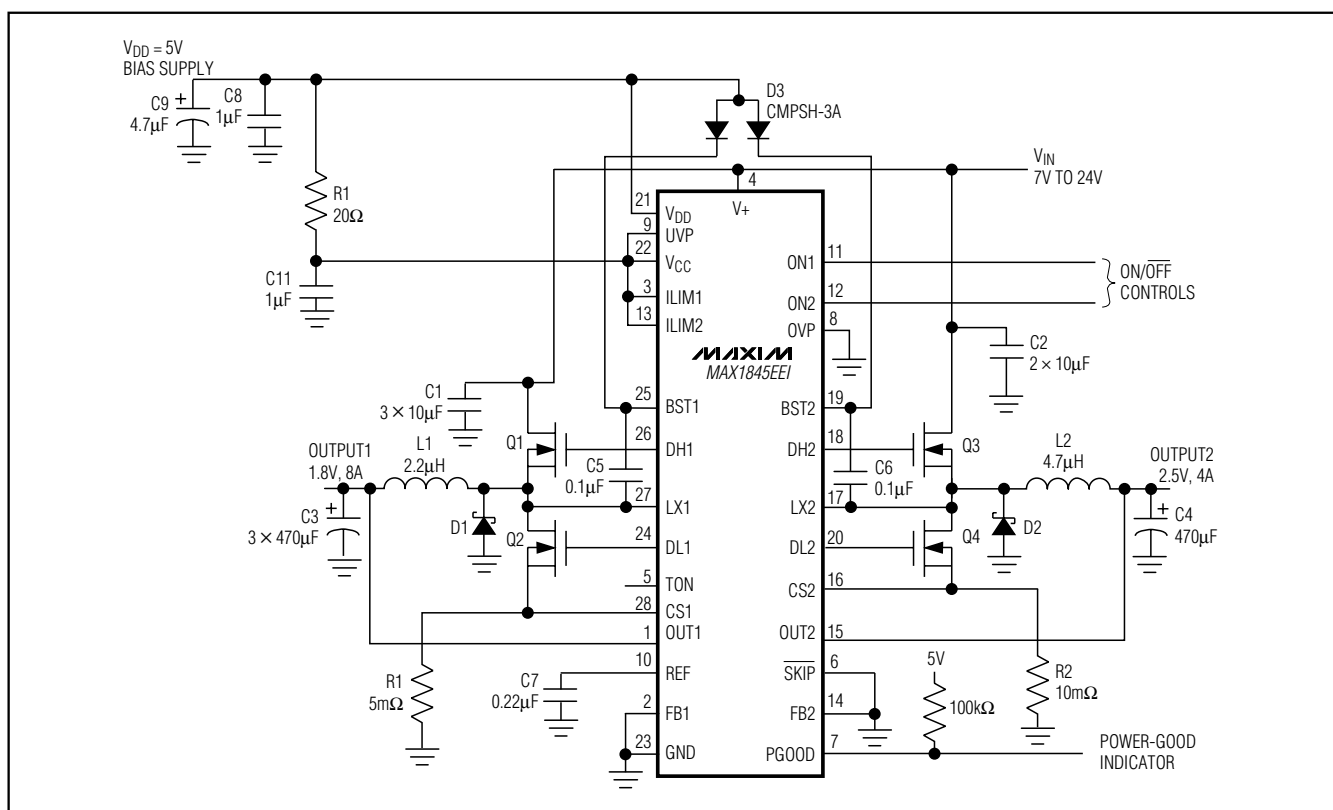 VDD = 5V
BIAS SUPPLY
C9
4.7µF
+
C8
1µF
D3
CMPSH-3A
VIN
7V TO 24V
R1
20Ω
C11
1µF
4
V+
21
VDD
9
UVP
22
VCC
3
ILIM1
13
ILIM2
ON1
11
ON2
12
ON/OFF
CONTROLS
OVP
8
MAXIM
MAX1845EEI
C2
2 × 10µF
C1
3 × 10µF
25
BST1
BST2
19
26
DH1
DH2
18
Q1
Q3
OUTPUT1
1.8V, 8A
L1
2.2µH
C5
0.1µF
C6
0.1µF
L2
4.7µH
OUTPUT2
2.5V, 4A
27
LX1
LX2
17
+
C3
3 × 470µF
D1
Q2
24
DL1
DL2
20
Q4
D2
+
C4
470µF
5
TON
CS2
16
28
CS1
1
OUT1
OUT2
15
R1
5mΩ
10
REF
C7
0.22µF
SKIP
6
5V
100kΩ
R2
10mΩ
2
FB1
FB2
14
23
GND
PGOOD
7
POWER-GOOD
INDICATOR